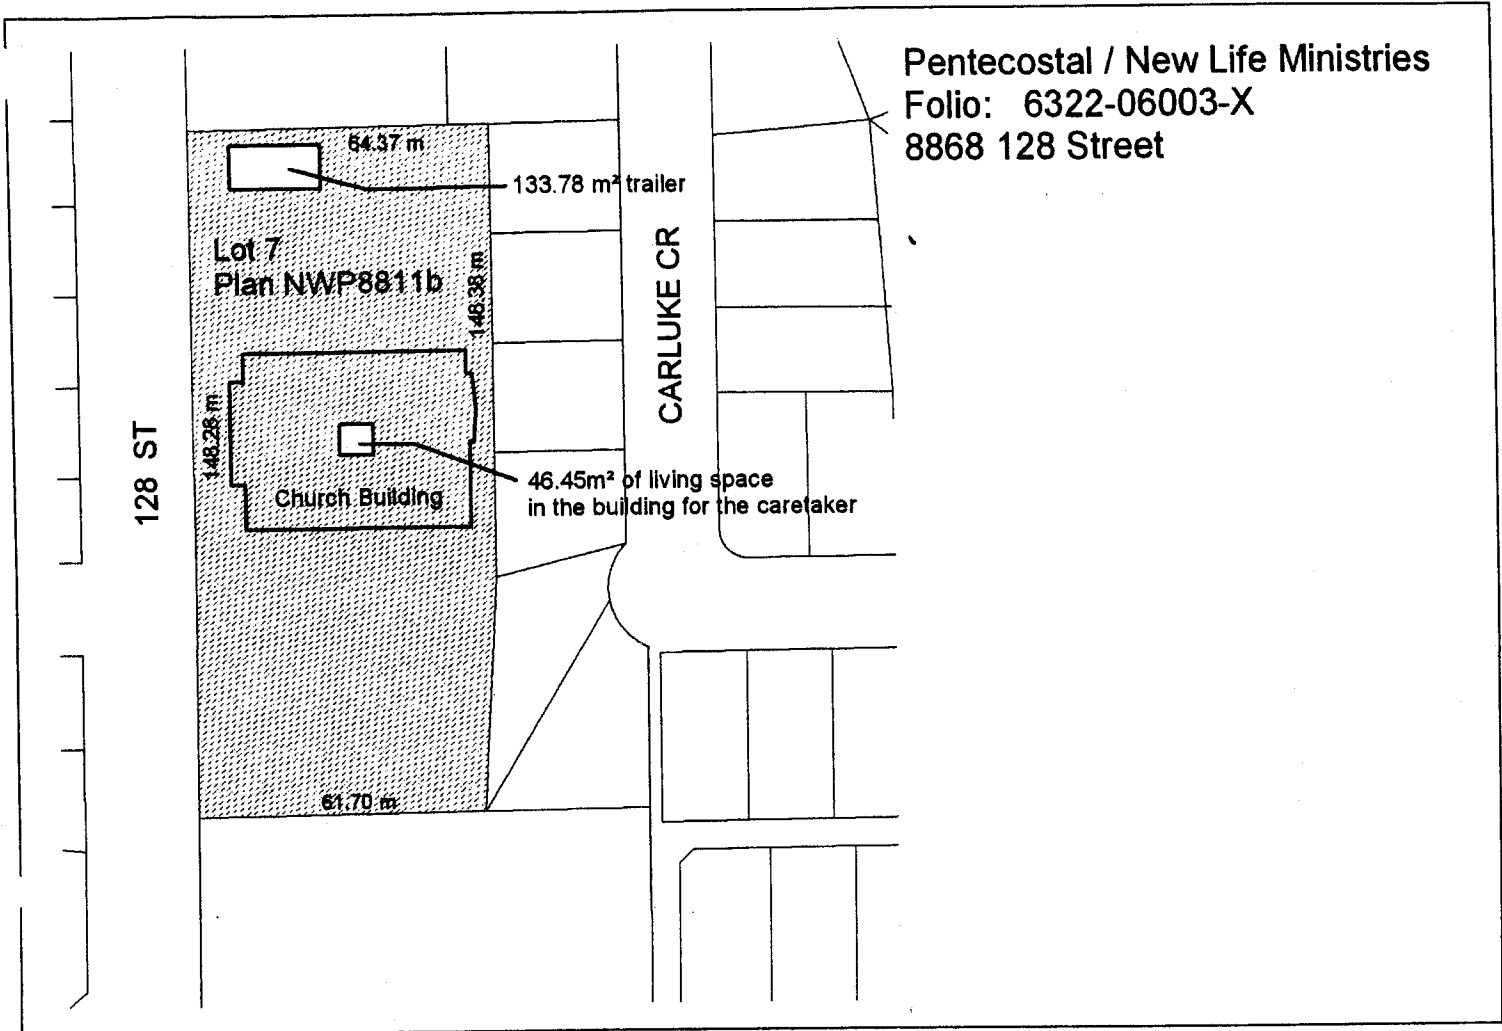 Pentecostal / New Life Ministries
Folio: 6322-06003-X
8868 128 Street
64.37 m
133.78 m² trailer
Lot 7
Plan NWP8811b
148.38 m
CARLUKE CR
148.28 m
128 ST
46.45m² of living space
in the building for the caretaker
Church Building
61.70 m